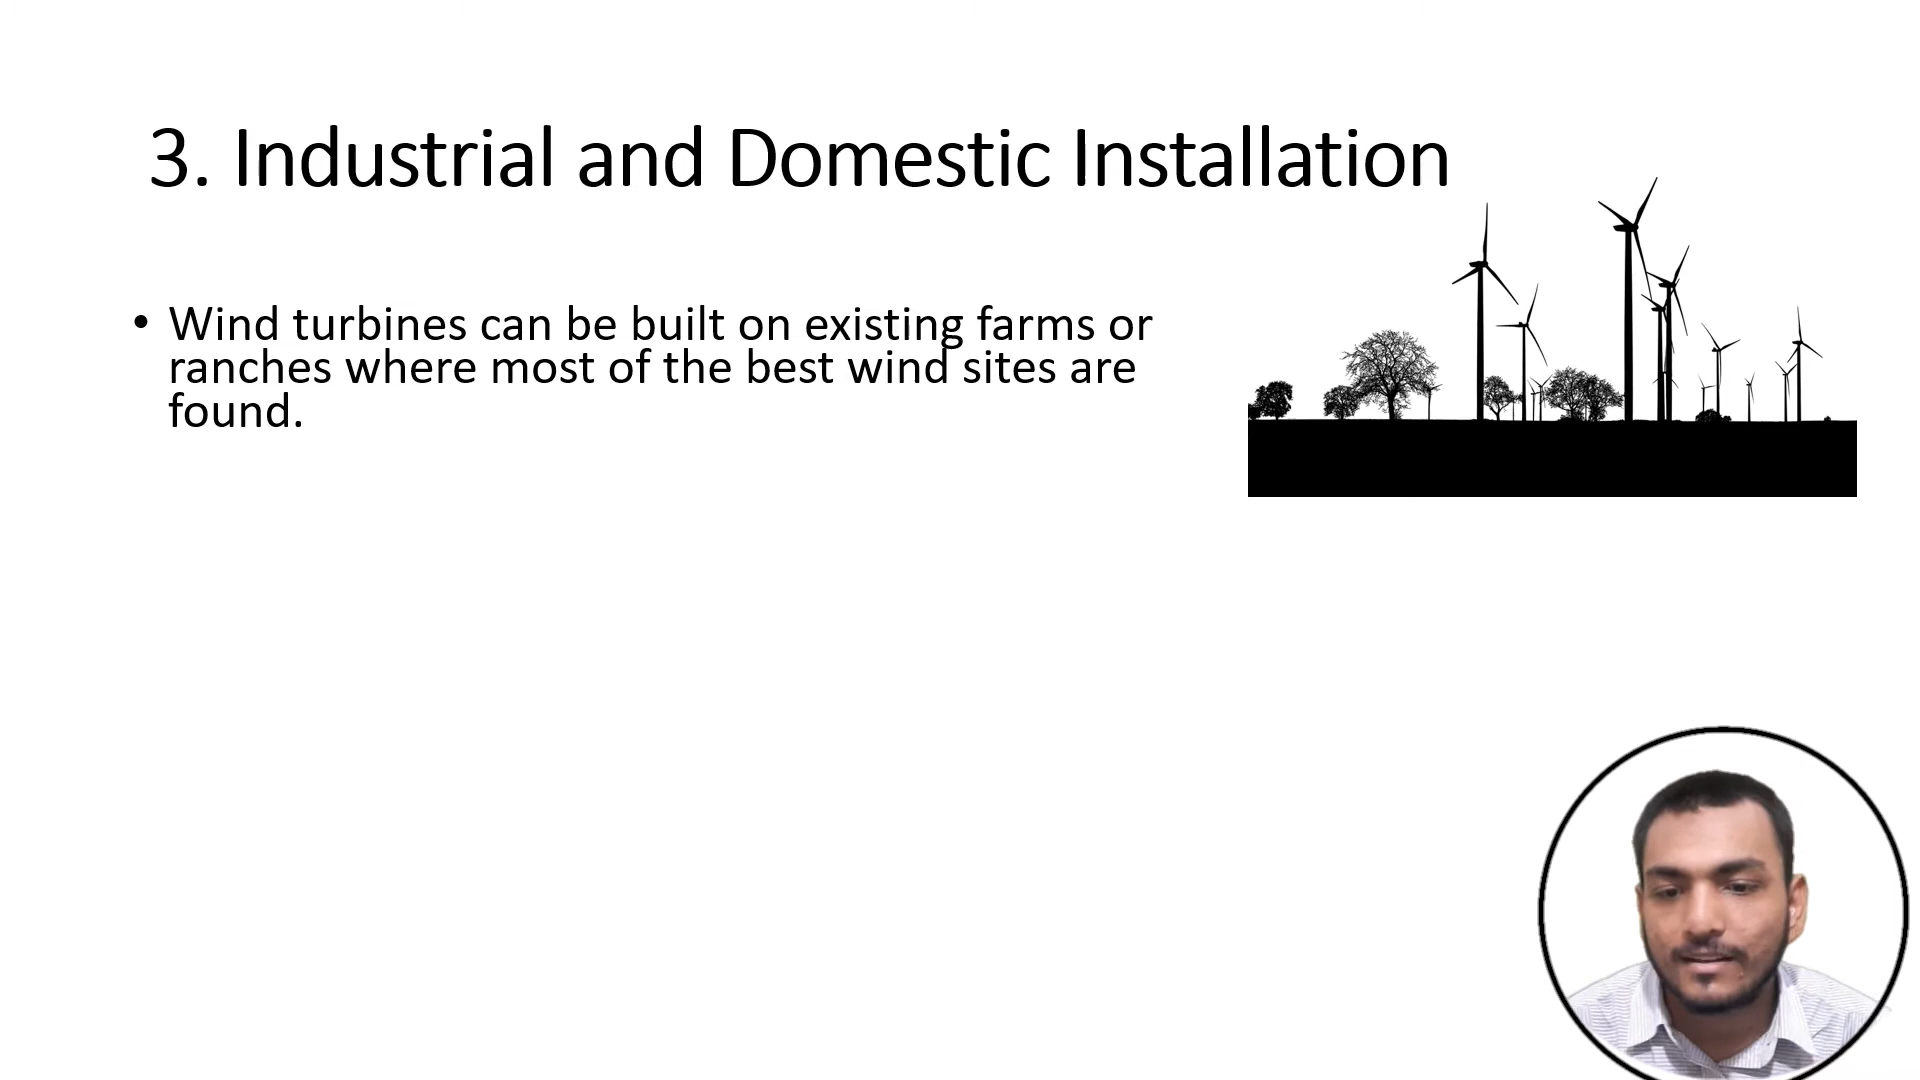 3. Industrial and Domestic Installation
• Wind turbines can be built on existing farms or
ranches where most of the best wind sites are
found.